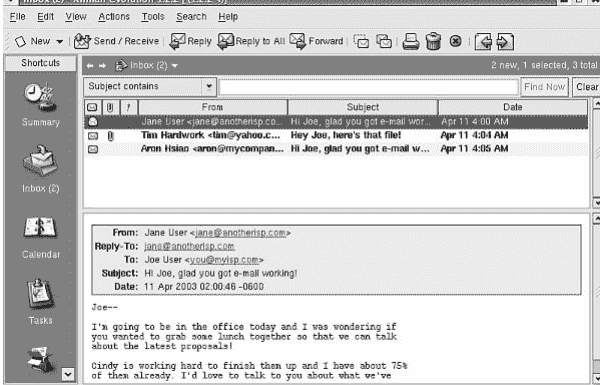 Inbox (2) - Ximian Evolution 1.2.2
File Edit View Actions Tools Search Help
New Send / Receive Reply Reply to All Forward
Shortcuts Inbox (2) 2 new, 1 selected, 3 total
Subject contains Find Now Clear
! From Subject Date
Jane User <jane@anotherisp.co... Hi Joe, glad you got e-mail wor... Apr 11 4:00 AM
Tim Hardwork <tim@yahoo.c... Hey Joe, here's that file! Apr 11 4:04 AM
Aron Hsiao <aron@mycompan... Hi Joe, glad you got e-mail w... Apr 11 4:05 AM
Summary
Inbox (2)
Calendar
Tasks
From: Jane User <jane@anotherisp.com>
Reply-To: jane@anotherisp.com
To: Joe User <you@myisp.com>
Subject: Hi Joe, glad you got e-mail working!
Date: 11 Apr 2003 02:00:46 -0600
Joe--
I'm going to be in the office today and I was wondering if
you wanted to grab some lunch together so that we can talk
about the latest proposals!
Cindy is working hard to finish them up and I have about 75%
of them already. I'd love to talk to you about what we've